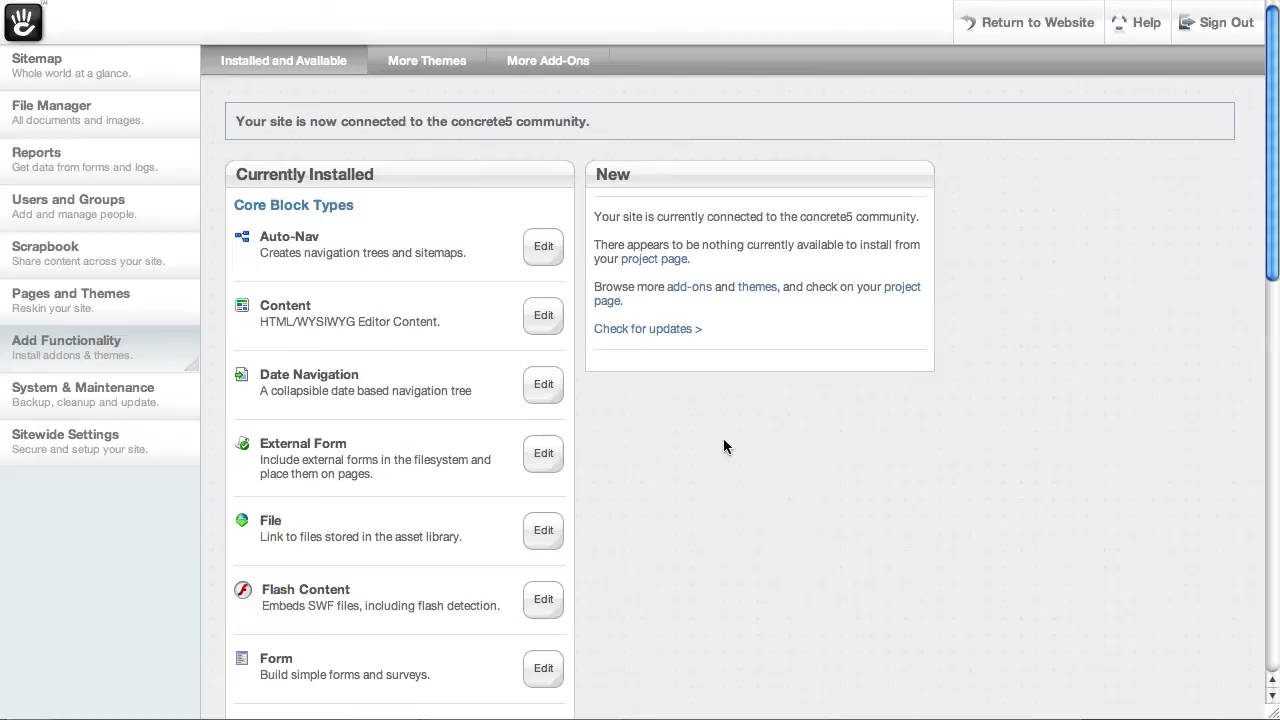 Return to Website
Help
Sign Out
Sitemap
Whole world at a glance.
File Manager
All documents and images.
Reports
Get data from forms and logs.
Users and Groups
Add and manage people.
Scrapbook
Share content across your site.
Pages and Themes
Reskin your site.
Add Functionality
Install addons & themes.
System & Maintenance
Backup, cleanup and update.
Sitewide Settings
Secure and setup your site.
Installed and Available
More Themes
More Add-Ons
Your site is now connected to the concrete5 community.
Currently Installed
Core Block Types
Auto-Nav
Creates navigation trees and sitemaps.
Edit
Content
HTML/WYSIWYG Editor Content.
Edit
Date Navigation
A collapsible date based navigation tree
Edit
External Form
Include external forms in the filesystem and
place them on pages.
Edit
File
Link to files stored in the asset library.
Edit
Flash Content
Embeds SWF files, including flash detection.
Edit
Form
Build simple forms and surveys.
Edit
New
Your site is currently connected to the concrete5 community.
There appears to be nothing currently available to install from
your project page.
Browse more add-ons and themes, and check on your project
page.
Check for updates >